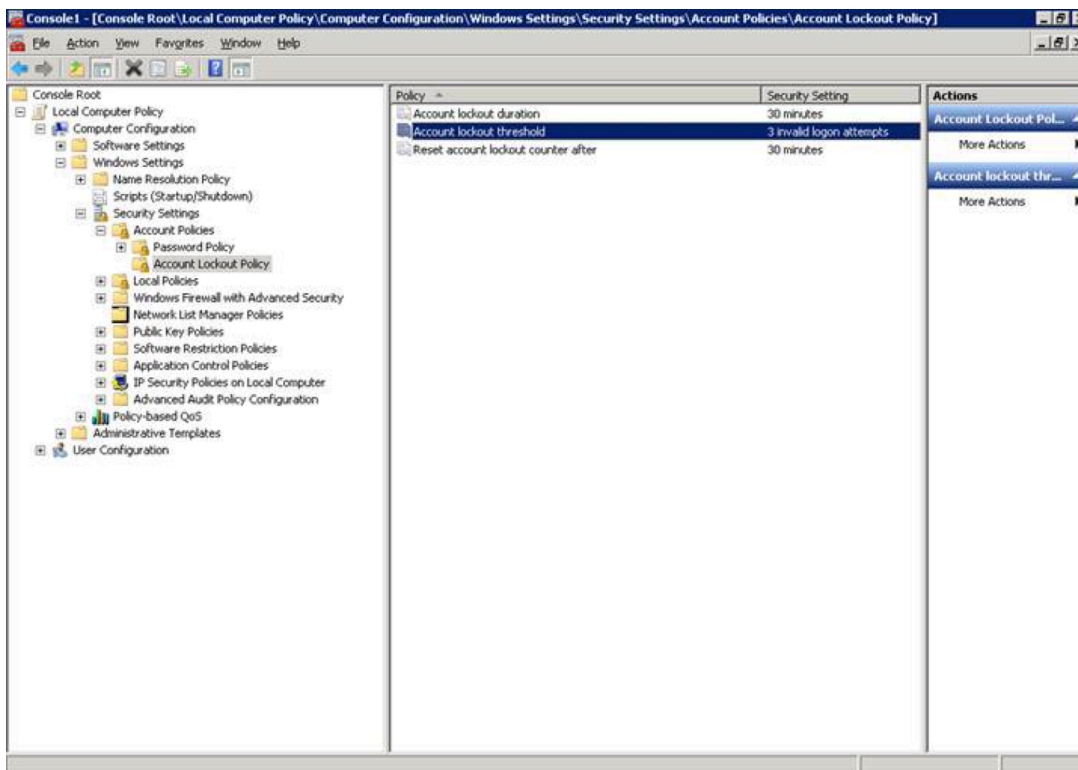 Console1 - [Console Root\Local Computer Policy\Computer Configuration\Windows Settings\Security Settings\Account Policies\Account Lockout Policy]
File Action View Favorites Window Help
Console Root
Local Computer Policy
Computer Configuration
Software Settings
Windows Settings
Name Resolution Policy
Scripts (Startup/Shutdown)
Security Settings
Account Policies
Password Policy
Account Lockout Policy
Local Policies
Windows Firewall with Advanced Security
Network List Manager Policies
Public Key Policies
Software Restriction Policies
Application Control Policies
IP Security Policies on Local Computer
Advanced Audit Policy Configuration
Policy-based QoS
Administrative Templates
User Configuration
Policy Security Setting
Account lockout duration 30 minutes
Account lockout threshold 3 invalid logon attempts
Reset account lockout counter after 30 minutes
Actions
Account Lockout Pol...
More Actions
Account lockout thr...
More Actions